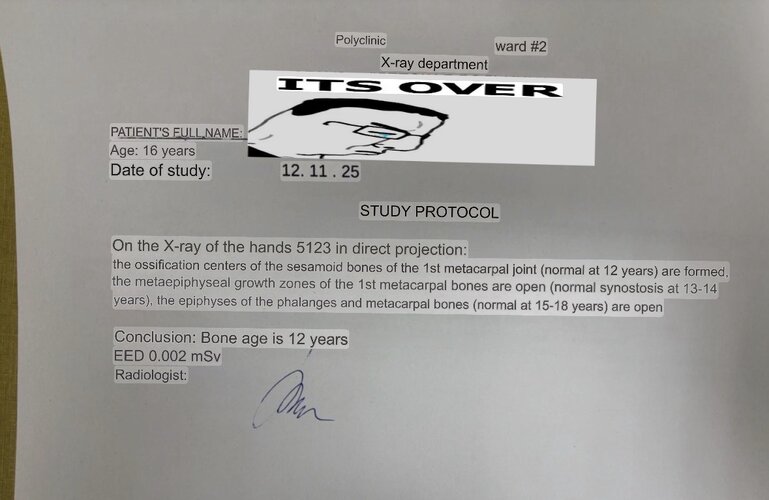 Polyclinic
ward #2
X-ray department
ITS OVER
PATIENT'S FULL NAME:
Age: 16 years
Date of study: 12. 11 . 25
STUDY PROTOCOL
On the X-ray of the hands 5123 in direct projection:
the ossification centers of the sesamoid bones of the 1st metacarpal joint (normal at 12 years) are formed,
the metaepiphyseal growth zones of the 1st metacarpal bones are open (normal synostosis at 13-14
years), the epiphyses of the phalanges and metacarpal bones (normal at 15-18 years) are open
Conclusion: Bone age is 12 years
EED 0.002 mSv
Radiologist: